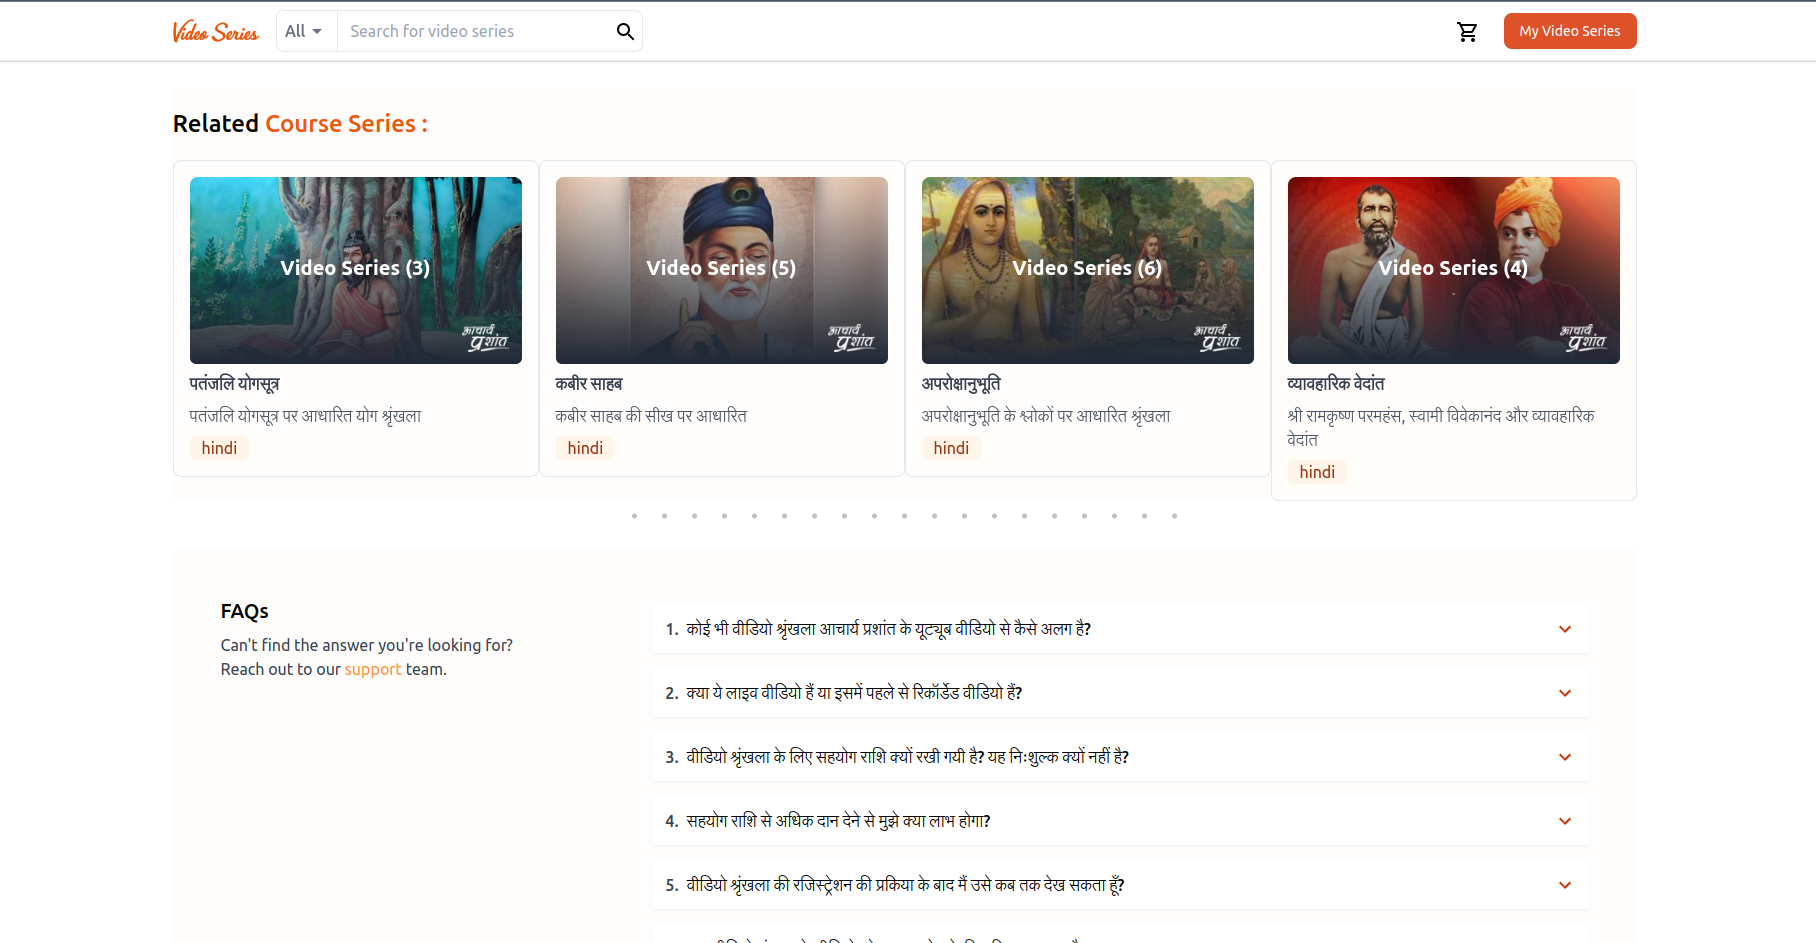 Video Series
All
Search for video series
My Video Series
Related Course Series :
Video Series (3)
आचार्य
प्रशांत
पतंजलि योगसूत्र
पतंजलि योगसूत्र पर आधारित योग श्रृंखला
hindi
Video Series (5)
आचार्य
प्रशांत
कबीर साहब
कबीर साहब की सीख पर आधारित
hindi
Video Series (6)
आचार्य
प्रशांत
अपरोक्षानुभूति
अपरोक्षानुभूति के श्लोकों पर आधारित श्रृंखला
hindi
Video Series (4)
आचार्य
प्रशांत
व्यावहारिक वेदांत
श्री रामकृष्ण परमहंस, स्वामी विवेकानंद और व्यावहारिक
वेदांत
hindi
FAQs
Can't find the answer you're looking for?
Reach out to our support team.
1. कोई भी वीडियो श्रृंखला आचार्य प्रशांत के यूट्यूब वीडियो से कैसे अलग है?
2. क्या ये लाइव वीडियो हैं या इसमें पहले से रिकॉर्डेड वीडियो हैं?
3. वीडियो श्रृंखला के लिए सहयोग राशि क्यों रखी गयी है? यह निःशुल्क क्यों नहीं है?
4. सहयोग राशि से अधिक दान देने से मुझे क्या लाभ होगा?
5. वीडियो श्रृंखला की रजिस्ट्रेशन की प्रकिया के बाद मैं उसे कब तक देख सकता हूँ?